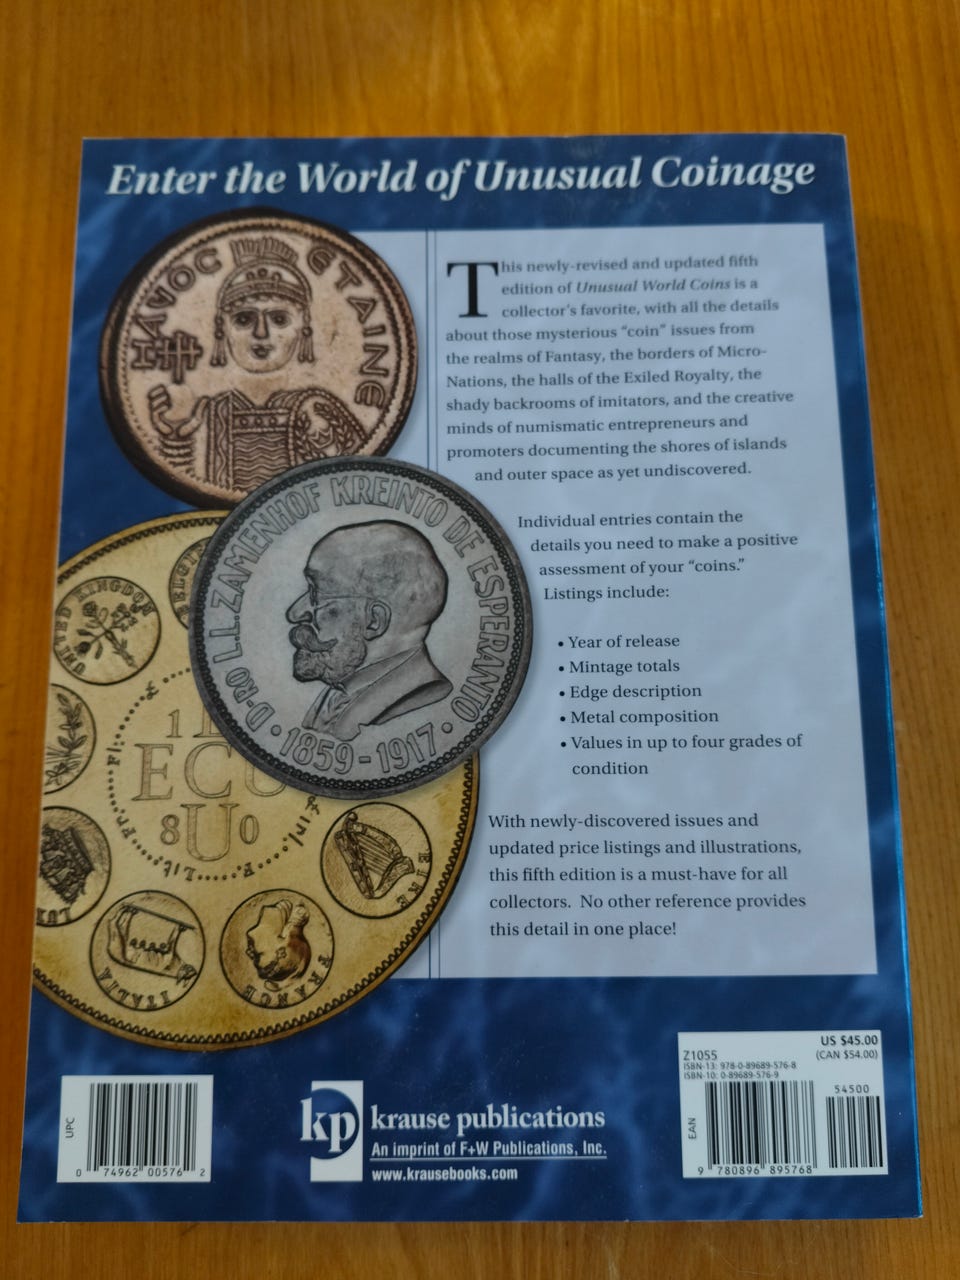 Enter the World of Unusual Coinage
This newly-revised and updated fifth
edition of Unusual World Coins is a
collector's favorite, with all the details
about those mysterious “coin” issues from
the realms of Fantasy, the borders of Micro-
Nations, the halls of the Exiled Royalty, the
shady backrooms of imitators, and the creative
minds of numismatic entrepreneurs and
promoters documenting the shores of islands
and outer space as yet undiscovered.
Individual entries contain the
details you need to make a positive
assessment of your “coins.”
Listings include:
• Year of release
• Mintage totals
• Edge description
• Metal composition
• Values in up to four grades of
condition
With newly-discovered issues and
updated price listings and illustrations,
this fifth edition is a must-have for all
collectors. No other reference provides
this detail in one place!
D-RO L.L. ZAMENHOF KREINTO DE ESPERANTO
• 1859-1917 •
UNITED KINGDOM
ECU
8 0
EIRE
FRANCE
ITALIA
LUX
UPC
0 74962 00576 2
kp
krause publications
An imprint of F+W Publications, Inc.
www.krausebooks.com
US $45.00
Z1055
(CAN $54.00)
ISBN-13: 978-0-89689-576-8
ISBN-10: 0-89689-576-9
54500
EAN
9 780896 895768